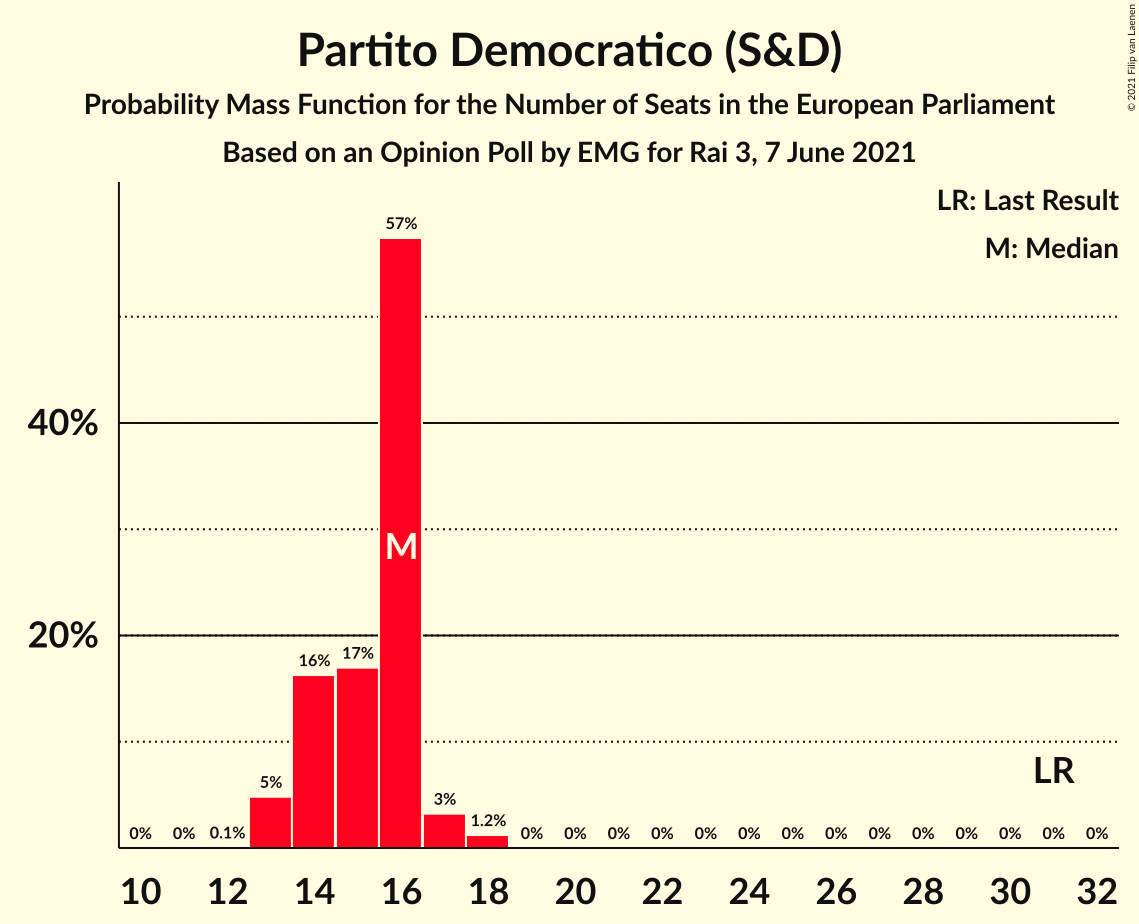 Partito Democratico (S&D)
Probability Mass Function for the Number of Seats in the European Parliament
Based on an Opinion Poll by EMG for Rai 3, 7 June 2021
© 2021 Filip van Laenen
LR: Last Result
M: Median
57%
40%
M
20%
16% 17%
LR
5% 3% 1.2%
0% 0% 0.1% 0% 0% 0% 0% 0% 0% 0% 0% 0% 0% 0% 0% 0% 0%
10 12 14 16 18 20 22 24 26 28 30 32